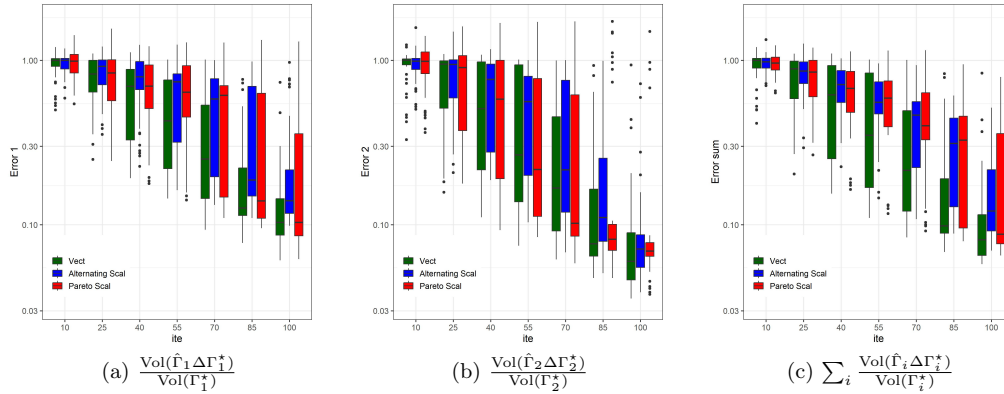 Error 1
1.00
0.30
0.10
0.03
Vect
Alternating Scal
Pareto Scal
10 25 40 55 70 85 100
ite
(a) Vol(Γ̂₁ΔΓ₁⋆) / Vol(Γ₁⋆)
Error 2
1.00
0.30
0.10
0.03
Vect
Alternating Scal
Pareto Scal
10 25 40 55 70 85 100
ite
(b) Vol(Γ̂₂ΔΓ₂⋆) / Vol(Γ₂⋆)
Error sum
1.00
0.30
0.10
0.03
Vect
Alternating Scal
Pareto Scal
10 25 40 55 70 85 100
ite
(c) ∑ᵢ Vol(Γ̂ᵢΔΓᵢ⋆) / Vol(Γᵢ⋆)